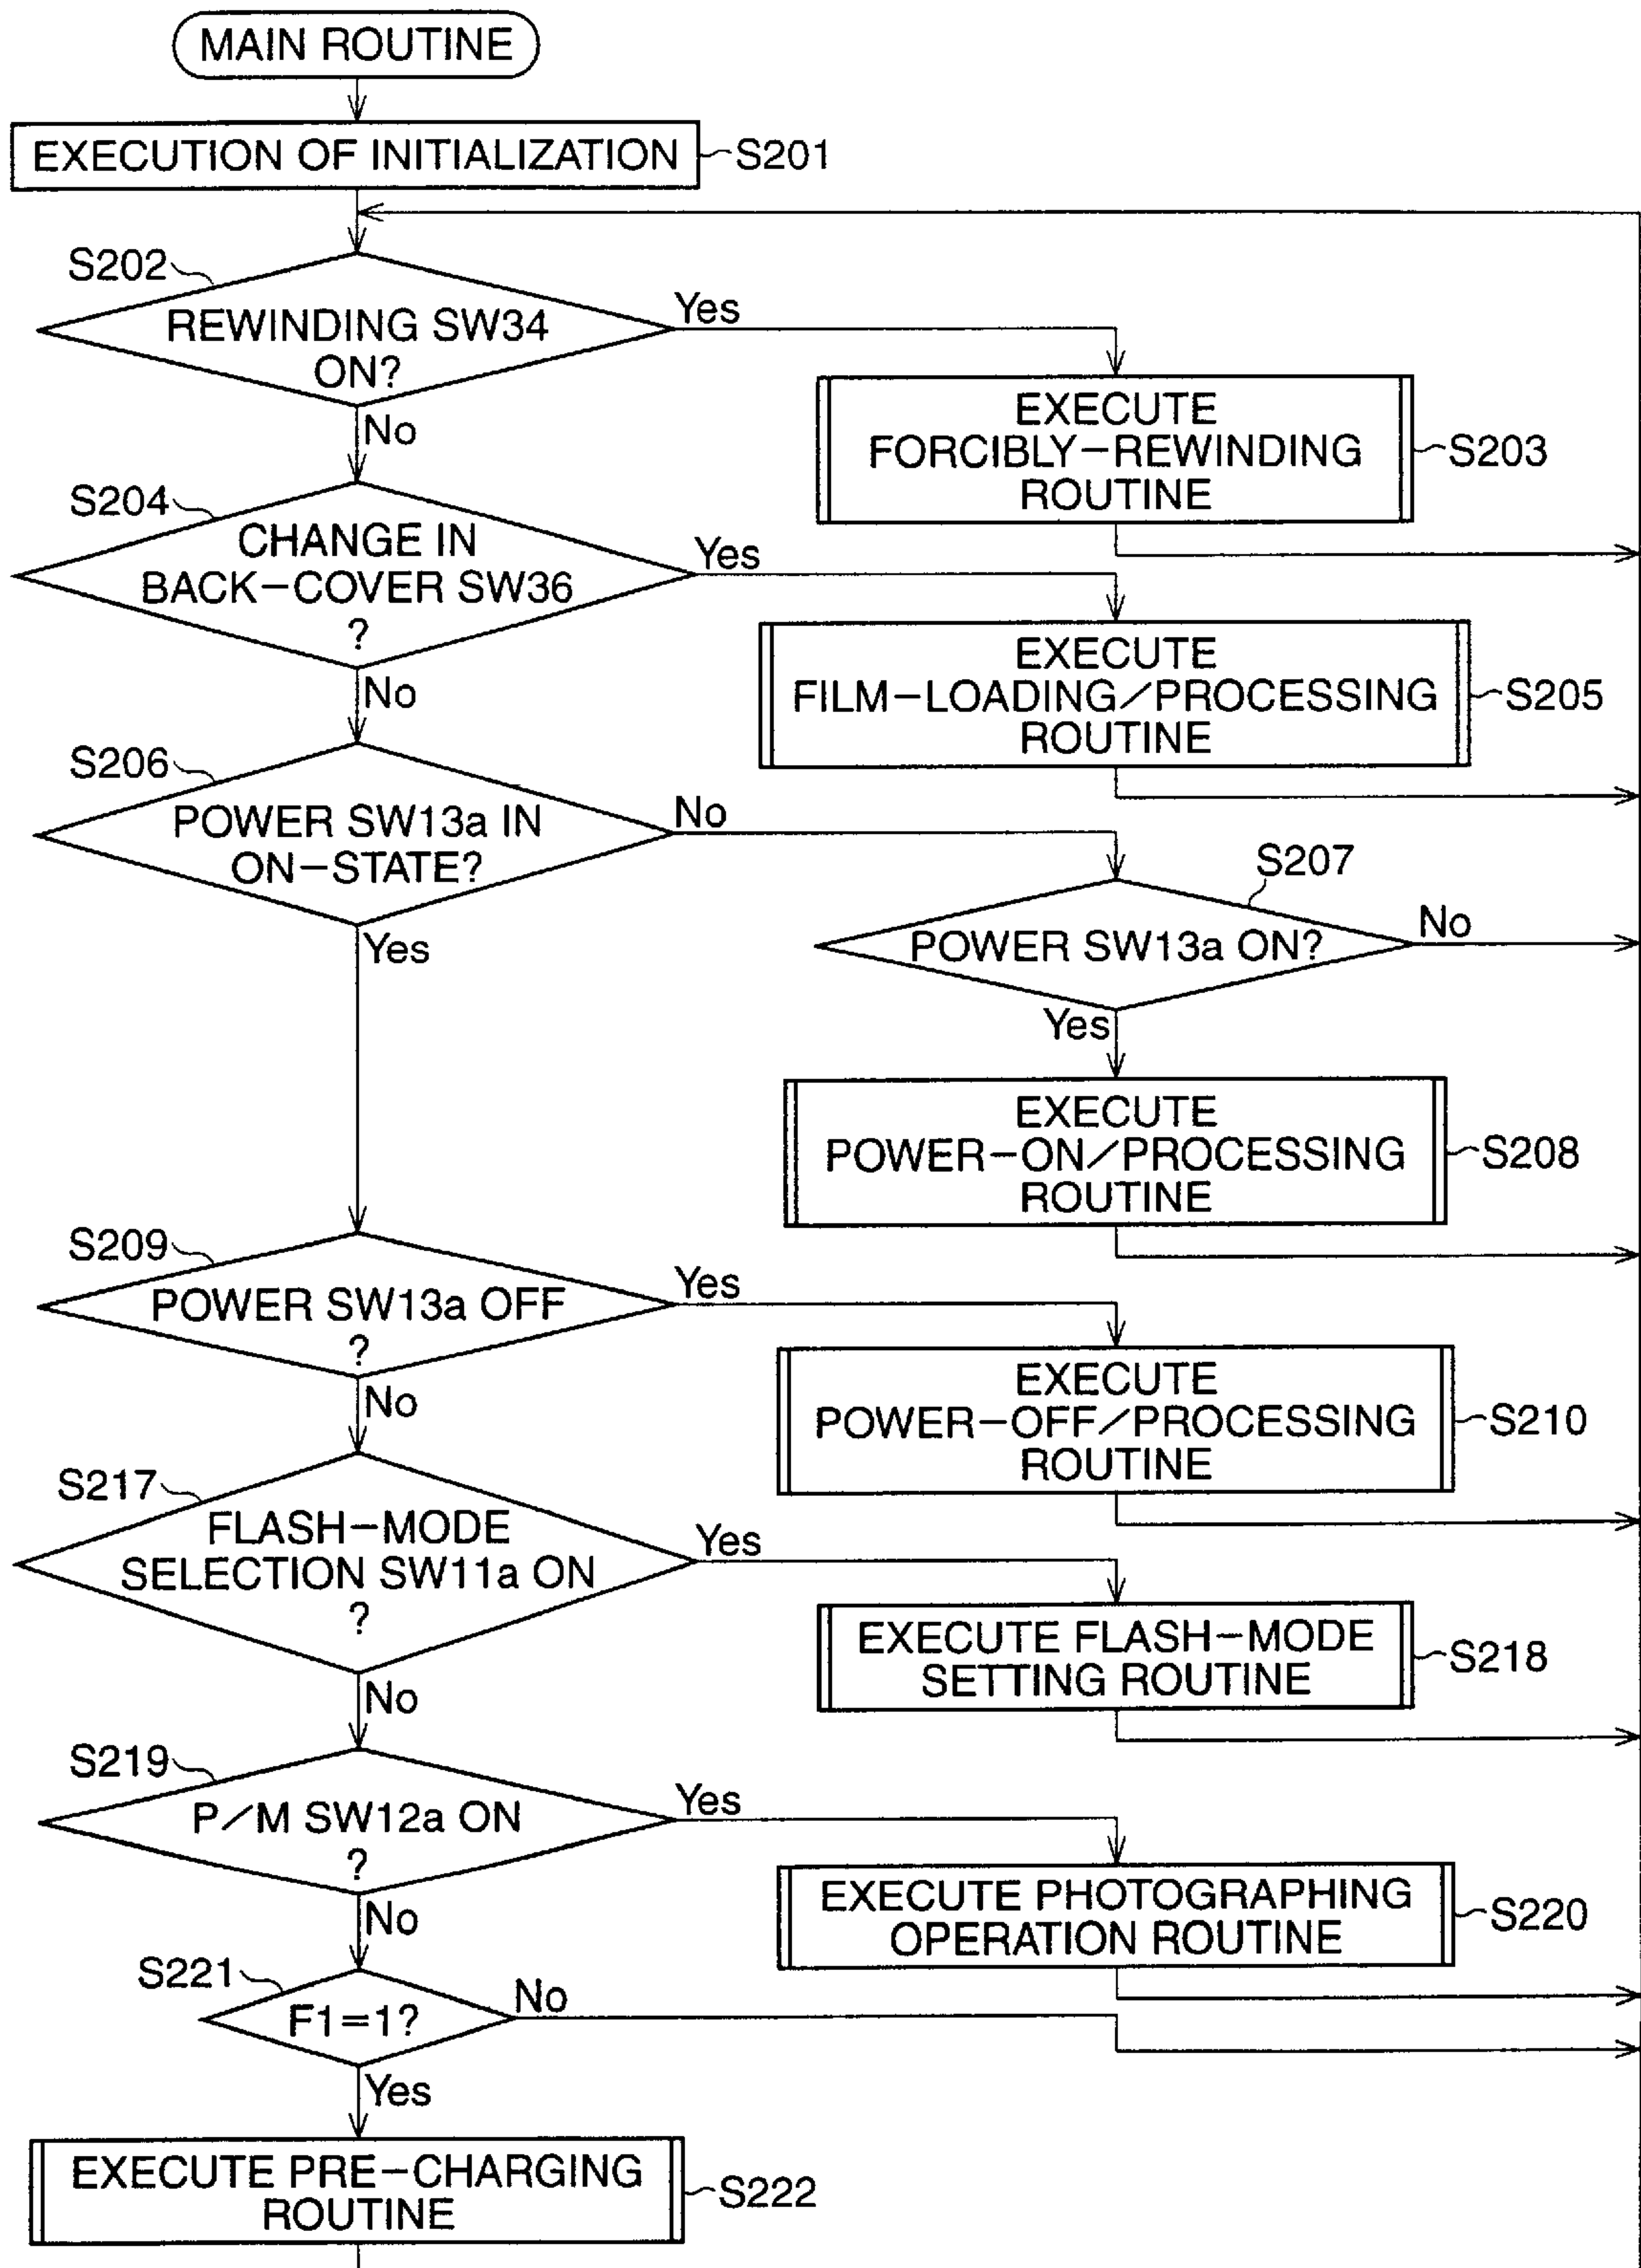 MAIN ROUTINE
EXECUTION OF INITIALIZATION
S201
S202
REWINDING SW34
ON?
Yes
No
EXECUTE
FORCIBLY-REWINDING
ROUTINE
S203
S204
CHANGE IN
BACK-COVER SW36
?
Yes
No
EXECUTE
FILM-LOADING/PROCESSING
ROUTINE
S205
S206
POWER SW13a IN
ON-STATE?
No
Yes
S207
POWER SW13a ON?
No
Yes
EXECUTE
POWER-ON/PROCESSING
ROUTINE
S208
S209
POWER SW13a OFF
?
Yes
No
EXECUTE
POWER-OFF/PROCESSING
ROUTINE
S210
S217
FLASH-MODE
SELECTION SW11a ON
?
Yes
No
EXECUTE FLASH-MODE
SETTING ROUTINE
S218
S219
P/M SW12a ON
?
Yes
No
EXECUTE PHOTOGRAPHING
OPERATION ROUTINE
S220
S221
F1=1?
No
Yes
EXECUTE PRE-CHARGING
ROUTINE
S222